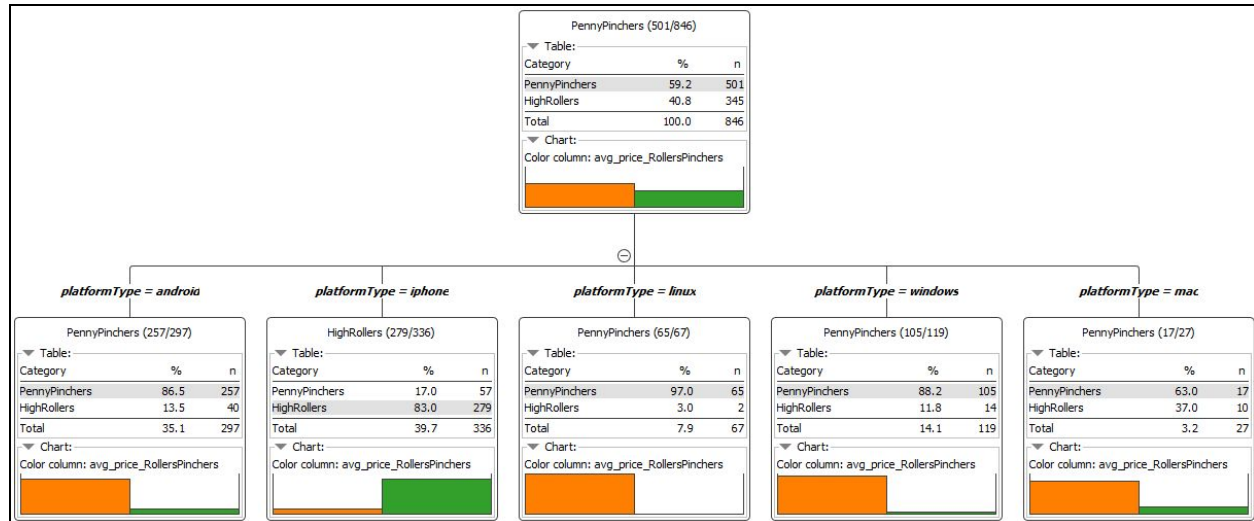 PennyPinchers (501/846)
Table:
Category % n
PennyPinchers 59.2 501
HighRollers 40.8 345
Total 100.0 846
Chart:
Color column: avg_price_RollersPinchers
platformType = android
PennyPinchers (257/297)
Table:
Category % n
PennyPinchers 86.5 257
HighRollers 13.5 40
Total 35.1 297
Chart:
Color column: avg_price_RollersPinchers
platformType = iphone
HighRollers (279/336)
Table:
Category % n
PennyPinchers 17.0 57
HighRollers 83.0 279
Total 39.7 336
Chart:
Color column: avg_price_RollersPinchers
platformType = linux
PennyPinchers (65/67)
Table:
Category % n
PennyPinchers 97.0 65
HighRollers 3.0 2
Total 7.9 67
Chart:
Color column: avg_price_RollersPinchers
platformType = windows
PennyPinchers (105/119)
Table:
Category % n
PennyPinchers 88.2 105
HighRollers 11.8 14
Total 14.1 119
Chart:
Color column: avg_price_RollersPinchers
platformType = mac
PennyPinchers (17/27)
Table:
Category % n
PennyPinchers 63.0 17
HighRollers 37.0 10
Total 3.2 27
Chart:
Color column: avg_price_RollersPinchers